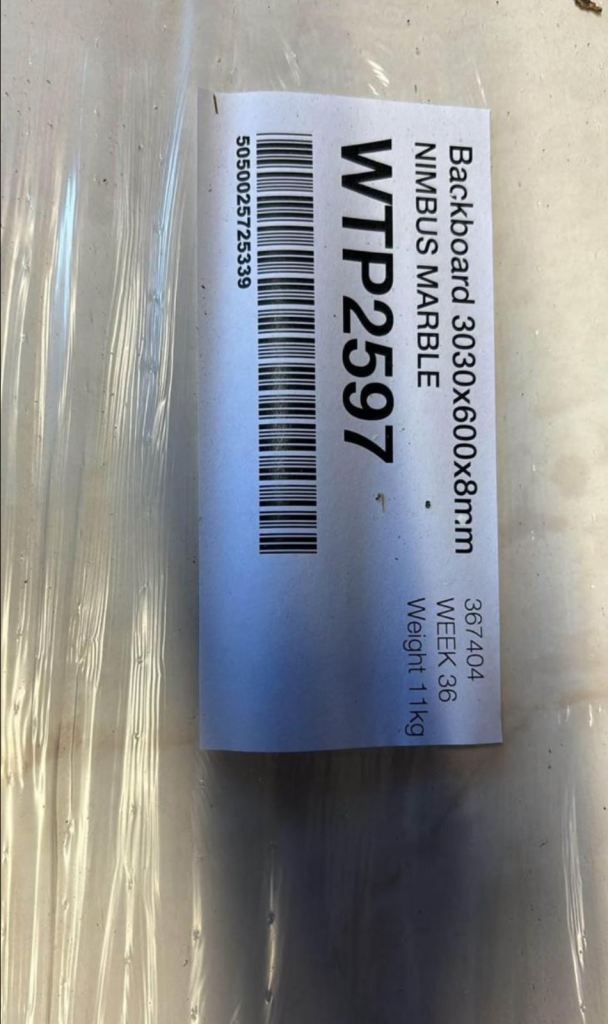 Backboard 3030x600x8mm
NIMBUS MARBLE
WTP2597
5050025725339
367404
WEEK 36
Weight 11kg